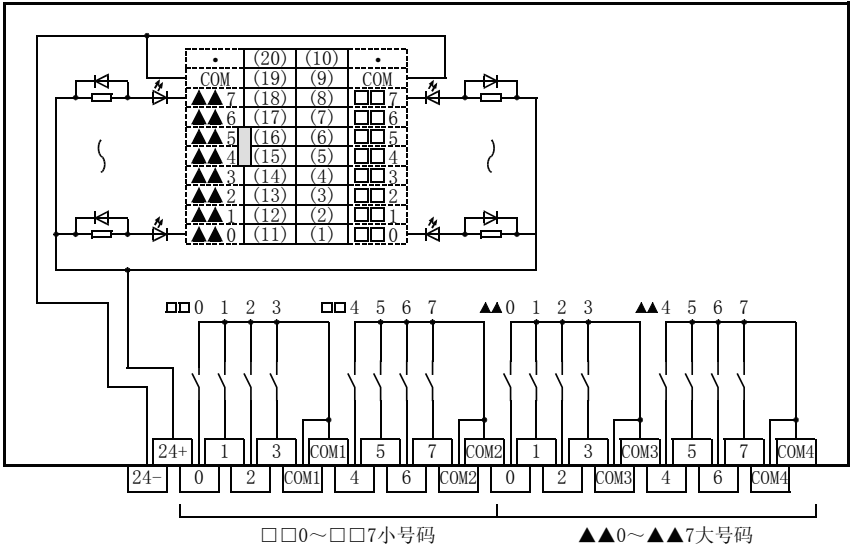 · (20) (10) ·
COM (19) (9) COM
▲▲7 (18) (8) □□7
▲▲6 (17) (7) □□6
▲▲5 (16) (6) □□5
▲▲4 (15) (5) □□4
▲▲3 (14) (4) □□3
▲▲2 (13) (3) □□2
▲▲1 (12) (2) □□1
▲▲0 (11) (1) □□0
□□0 1 2 3 □□4 5 6 7 ▲▲0 1 2 3 ▲▲4 5 6 7
24+ 1 3 COM1 5 7 COM2 1 3 COM3 5 7 COM4
24− 0 2 COM1 4 6 COM2 0 2 COM3 4 6 COM4
□□0～□□7小号码 ▲▲0～▲▲7大号码